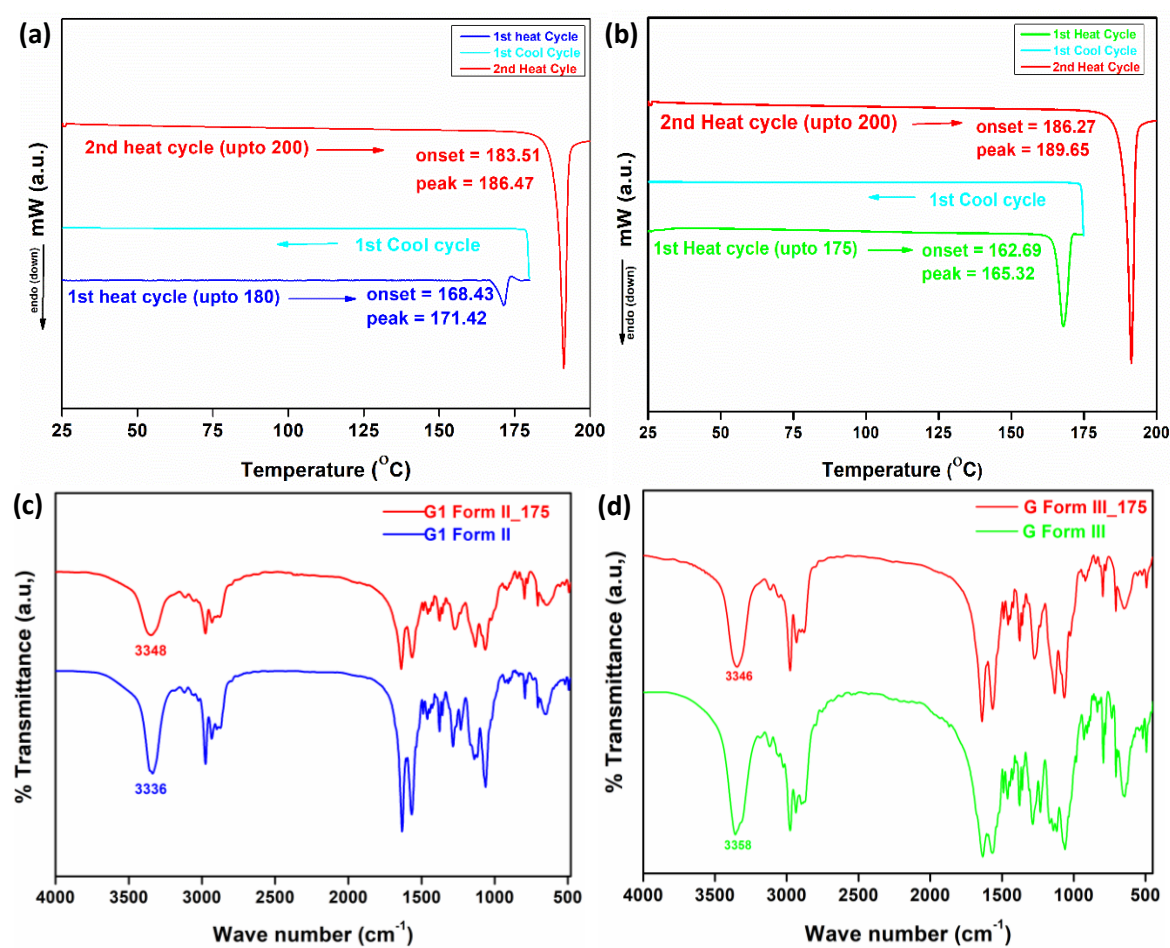 (a)
1st heat Cycle
1st Cool Cycle
2nd Heat Cyle
2nd heat cycle (upto 200)
onset = 183.51
peak = 186.47
1st Cool cycle
1st heat cycle (upto 180)
onset = 168.43
peak = 171.42
mW (a.u.)
endo (down)
25 50 75 100 125 150 175 200
Temperature (°C)
(b)
1st Heat Cycle
1st Cool Cycle
2nd Heat Cycle
2nd Heat cycle (upto 200)
onset = 186.27
peak = 189.65
1st Cool cycle
1st Heat cycle (upto 175)
onset = 162.69
peak = 165.32
mW (a.u.)
endo (down)
25 50 75 100 125 150 175 200
Temperature (°C)
(c)
G1 Form II_175
G1 Form II
3348
3336
% Transmittance (a.u,)
4000 3500 3000 2500 2000 1500 1000 500
Wave number (cm⁻¹)
(d)
G Form III_175
G Form III
3346
3358
% Transmittance (a.u,)
4000 3500 3000 2500 2000 1500 1000 500
Wave number (cm⁻¹)